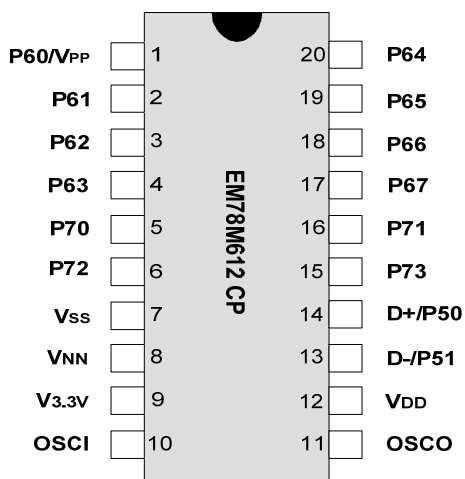 P60/VPP 1 20 P64
P61 2 19 P65
P62 3 18 P66
P63 4 17 P67
P70 5 16 P71
P72 6 15 P73
VSS 7 14 D+/P50
VNN 8 13 D-/P51
V3.3V 9 12 VDD
OSCI 10 11 OSCO
EM78M612 CP